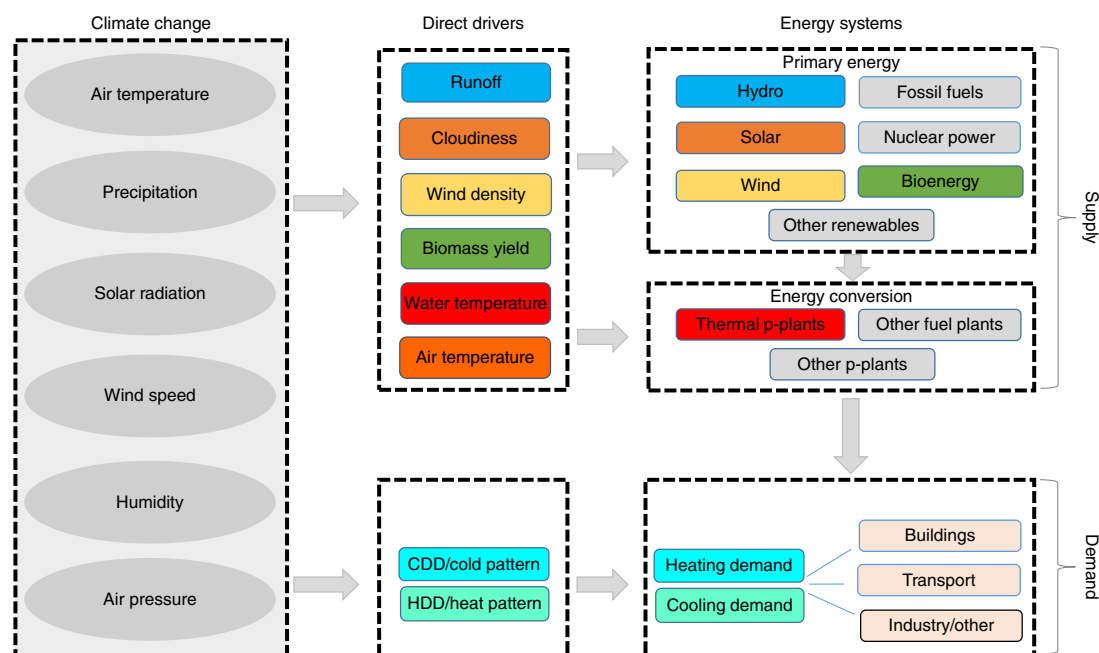 Climate change
Direct drivers
Energy systems
Air temperature
Precipitation
Solar radiation
Wind speed
Humidity
Air pressure
Runoff
Cloudiness
Wind density
Biomass yield
Water temperature
Air temperature
CDD/cold pattern
HDD/heat pattern
Primary energy
Hydro
Fossil fuels
Solar
Nuclear power
Wind
Bioenergy
Other renewables
Energy conversion
Thermal p-plants
Other fuel plants
Other p-plants
Heating demand
Cooling demand
Buildings
Transport
Industry/other
Supply
Demand